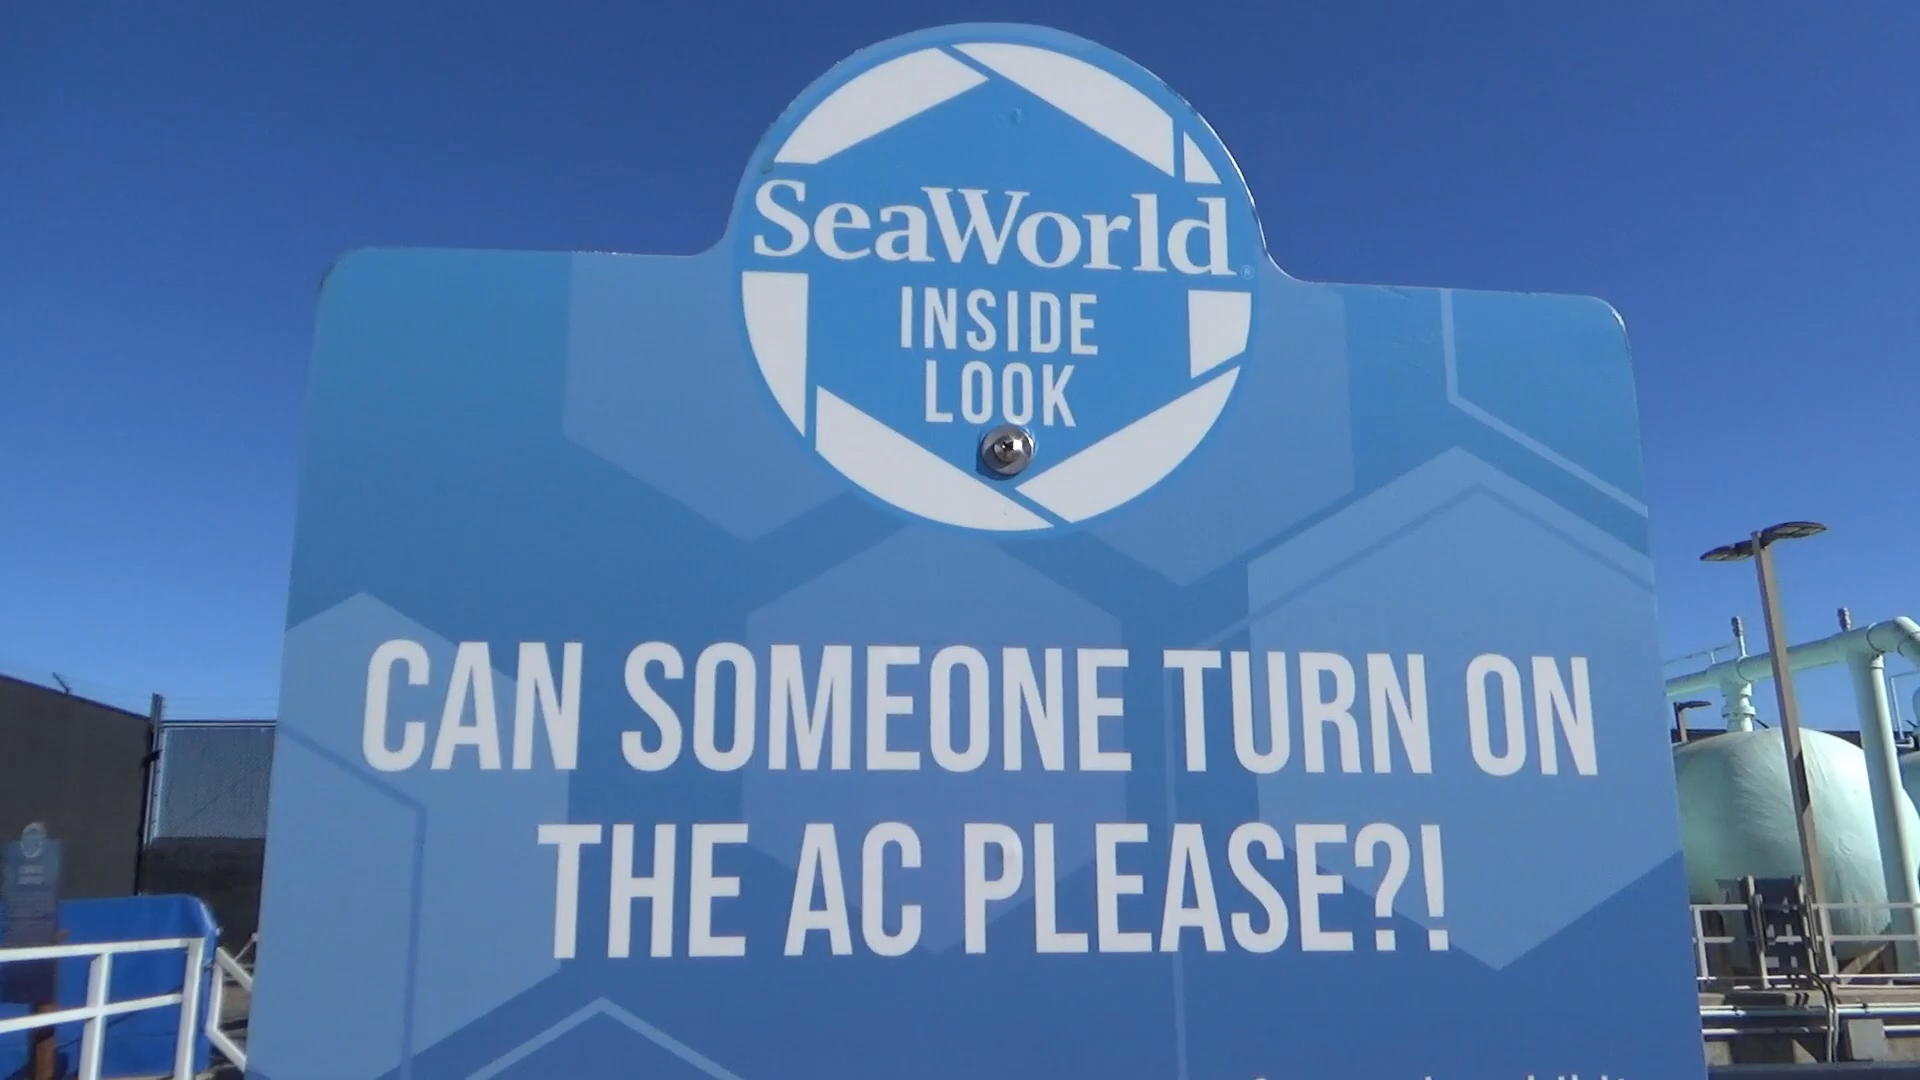 SeaWorld®
INSIDE
LOOK
CAN SOMEONE TURN ON
THE AC PLEASE?!